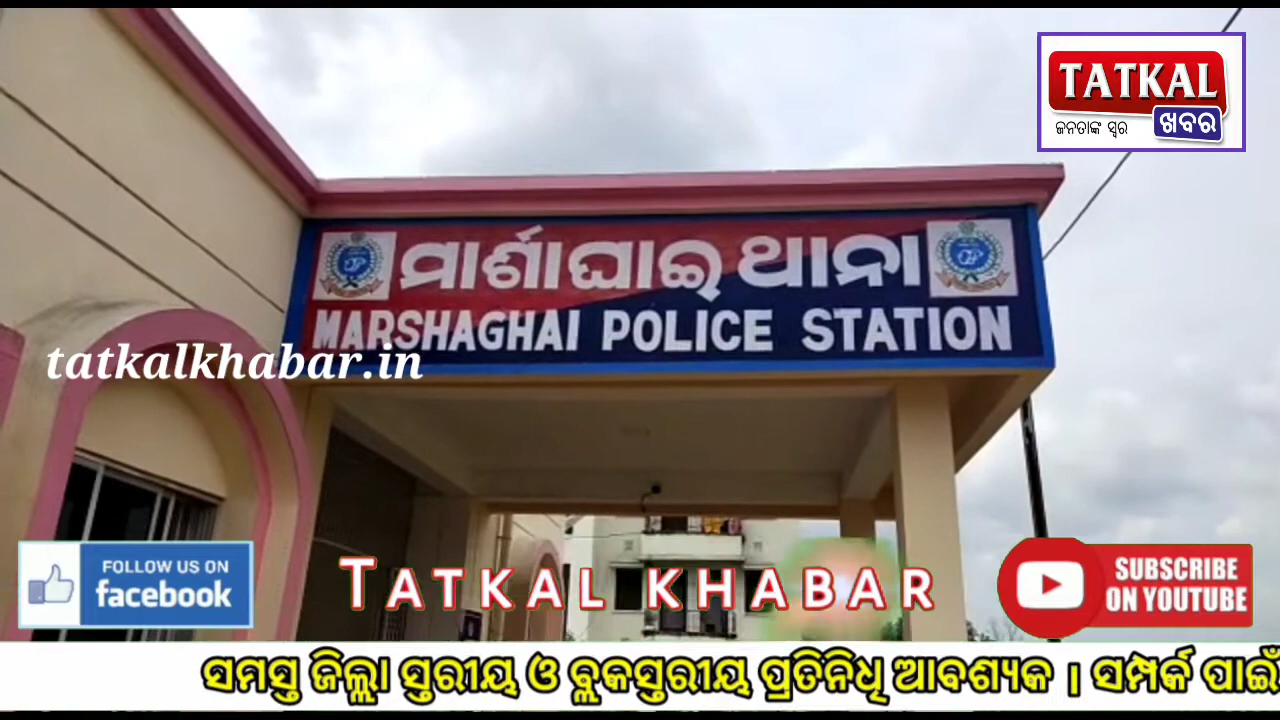 TATKAL
ଜନତାଙ୍କ ସ୍ୱର
ଖବର
ମାର୍ଶାଘାଇ ଥାନା
MARSHAGHAI POLICE STATION
tatkalkhabar.in
FOLLOW US ON
facebook
TATKAL KHABAR
SUBSCRIBE
ON YOUTUBE
ସମସ୍ତ ଜିଲ୍ଲା ସ୍ତରୀୟ ଓ ବ୍ଲକସ୍ତରୀୟ ପ୍ରତିନିଧି ଆବଶ୍ୟକ । ସମ୍ପର୍କ ପାଇଁ